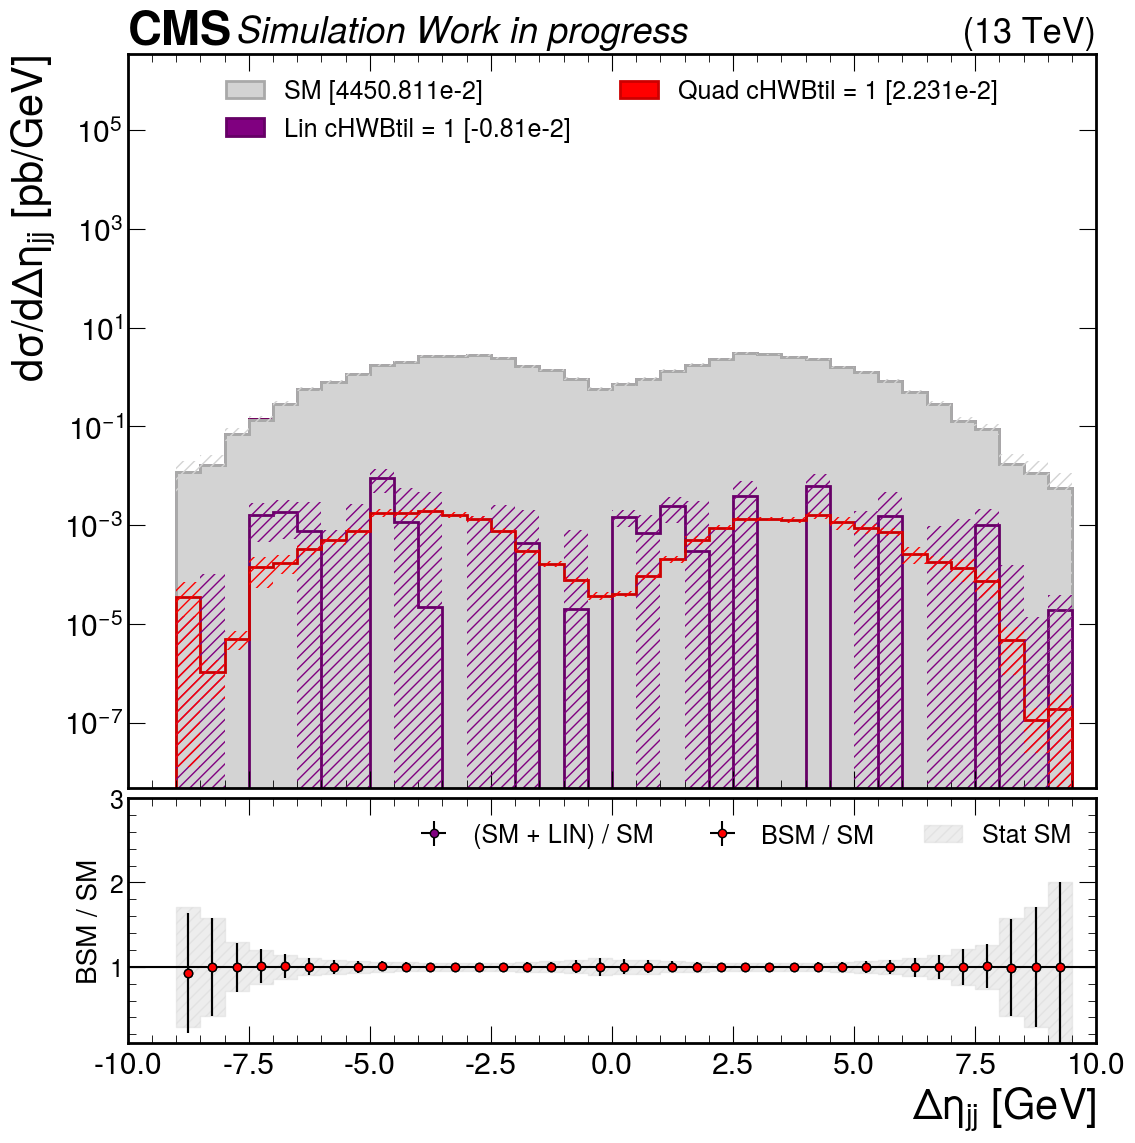 CMS Simulation Work in progress (13 TeV)
dσ/dΔη_jj [pb/GeV]
SM [4450.811e-2]
Quad cHWBtil = 1 [2.231e-2]
Lin cHWBtil = 1 [-0.81e-2]
10^5
10^3
10^1
10^−1
10^−3
10^−5
10^−7
BSM / SM
3
2
1
(SM + LIN) / SM
BSM / SM
Stat SM
-10.0 -7.5 -5.0 -2.5 0.0 2.5 5.0 7.5 10.0
Δη_jj [GeV]